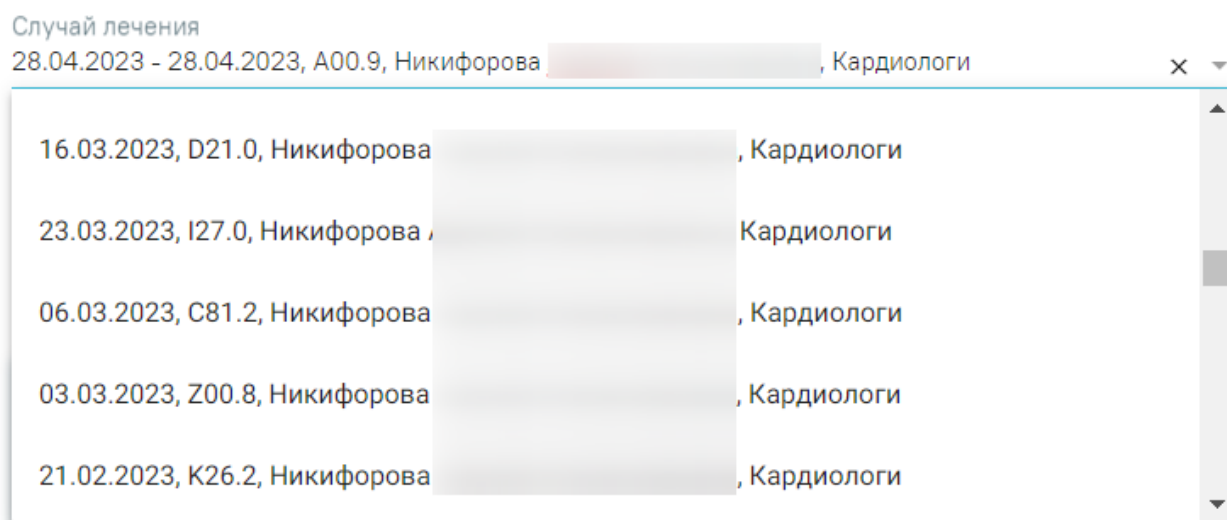 Случай лечения
28.04.2023 - 28.04.2023, A00.9, Никифорова , Кардиологи
16.03.2023, D21.0, Никифорова , Кардиологи
23.03.2023, I27.0, Никифорова Кардиологи
06.03.2023, C81.2, Никифорова , Кардиологи
03.03.2023, Z00.8, Никифорова , Кардиологи
21.02.2023, K26.2, Никифорова , Кардиологи